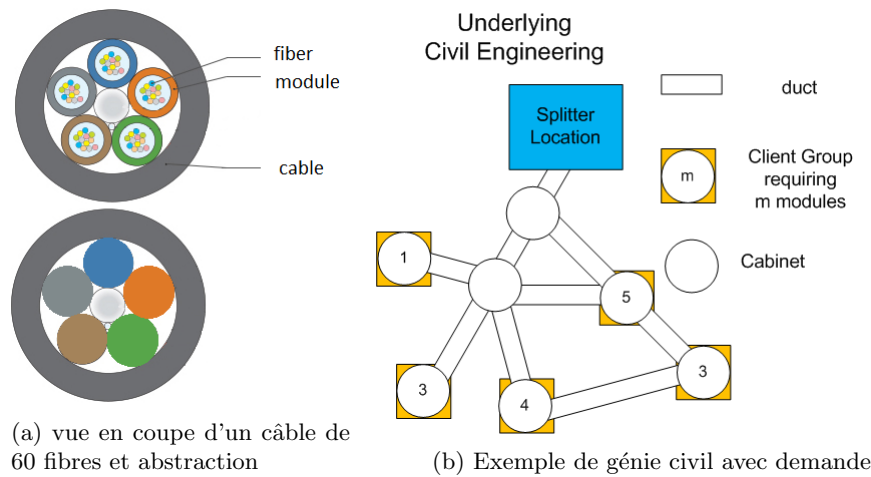 fiber
module
cable
(a) vue en coupe d'un câble de
60 fibres et abstraction
Underlying
Civil Engineering
Splitter
Location
1
5
3
4
3
duct
m
Client Group
requiring
m modules
Cabinet
(b) Exemple de génie civil avec demande